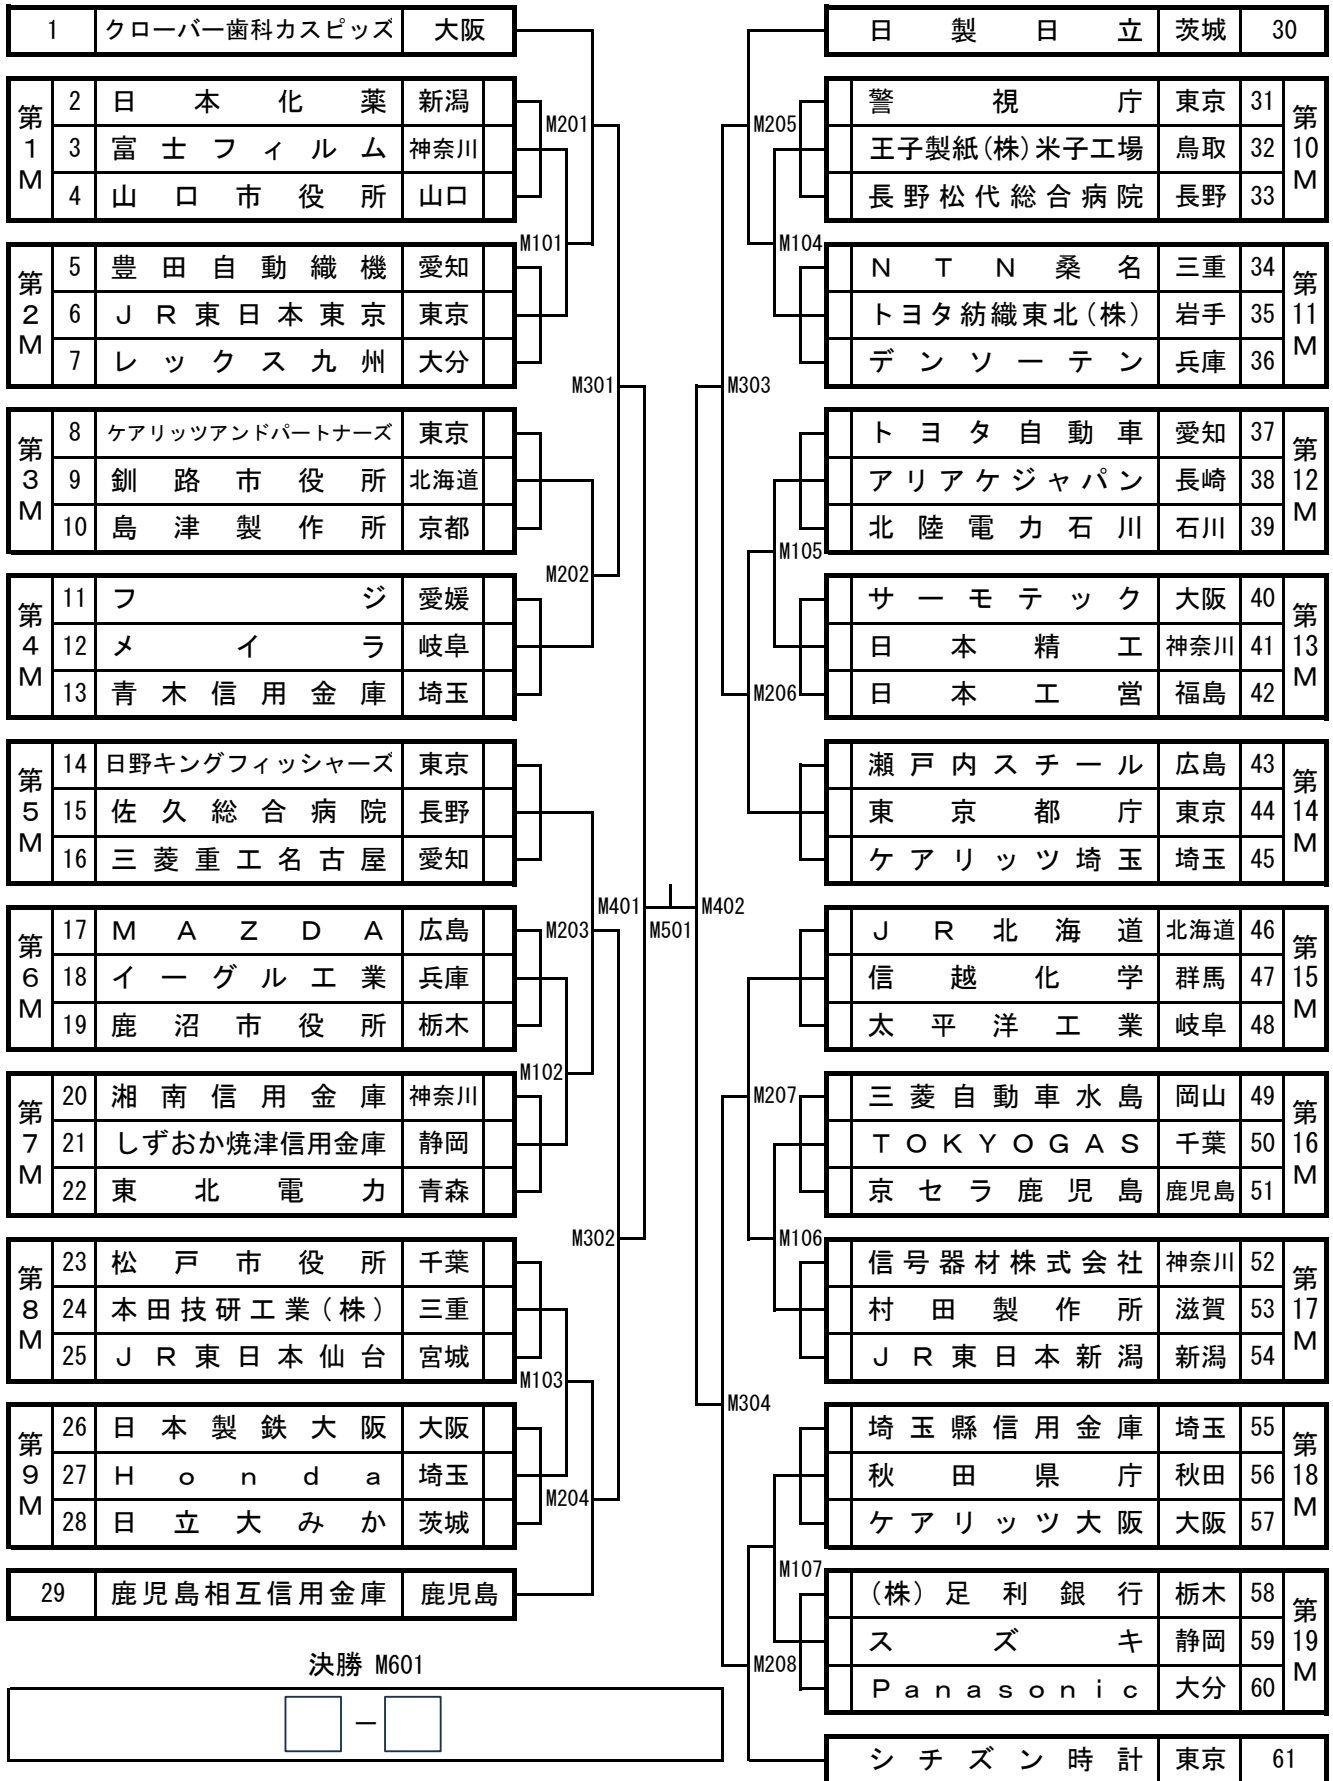 1 クローバー歯科カスピッズ 大阪
第1M
2 日本化薬 新潟
3 富士フィルム 神奈川
4 山口市役所 山口
第2M
5 豊田自動織機 愛知
6 JR東日本東京 東京
7 レックス九州 大分
第3M
8 ケアリッツアンドパートナーズ 東京
9 釧路市役所 北海道
10 島津製作所 京都
第4M
11 フジ 愛媛
12 メイラ 岐阜
13 青木信用金庫 埼玉
第5M
14 日野キングフィッシャーズ 東京
15 佐久総合病院 長野
16 三菱重工名古屋 愛知
第6M
17 MAZDA 広島
18 イーグル工業 兵庫
19 鹿沼市役所 栃木
第7M
20 湘南信用金庫 神奈川
21 しずおか焼津信用金庫 静岡
22 東北電力 青森
第8M
23 松戸市役所 千葉
24 本田技研工業(株) 三重
25 JR東日本仙台 宮城
第9M
26 日本製鉄大阪 大阪
27 Honda 埼玉
28 日立大みか 茨城
29 鹿児島相互信用金庫 鹿児島
M201
M101
M301
M202
M401
M203
M102
M302
M103
M204
M501
M402
M205
M104
M303
M105
M206
M207
M106
M304
M107
M208
日製日立 茨城 30
第10M
警視庁 東京 31
王子製紙(株)米子工場 鳥取 32
長野松代総合病院 長野 33
第11M
NTN桑名 三重 34
トヨタ紡織東北(株) 岩手 35
デンソーテン 兵庫 36
第12M
トヨタ自動車 愛知 37
アリアケジャパン 長崎 38
北陸電力石川 石川 39
第13M
サーモテック 大阪 40
日本精工 神奈川 41
日本工営 福島 42
第14M
瀬戸内スチール 広島 43
東京都庁 東京 44
ケアリッツ埼玉 埼玉 45
第15M
JR北海道 北海道 46
信越化学 群馬 47
太平洋工業 岐阜 48
第16M
三菱自動車水島 岡山 49
TOKYOGAS 千葉 50
京セラ鹿児島 鹿児島 51
第17M
信号器材株式会社 神奈川 52
村田製作所 滋賀 53
JR東日本新潟 新潟 54
第18M
埼玉縣信用金庫 埼玉 55
秋田県庁 秋田 56
ケアリッツ大阪 大阪 57
第19M
(株)足利銀行 栃木 58
スズキ 静岡 59
Panasonic 大分 60
シチズン時計 東京 61
決勝 M601
－